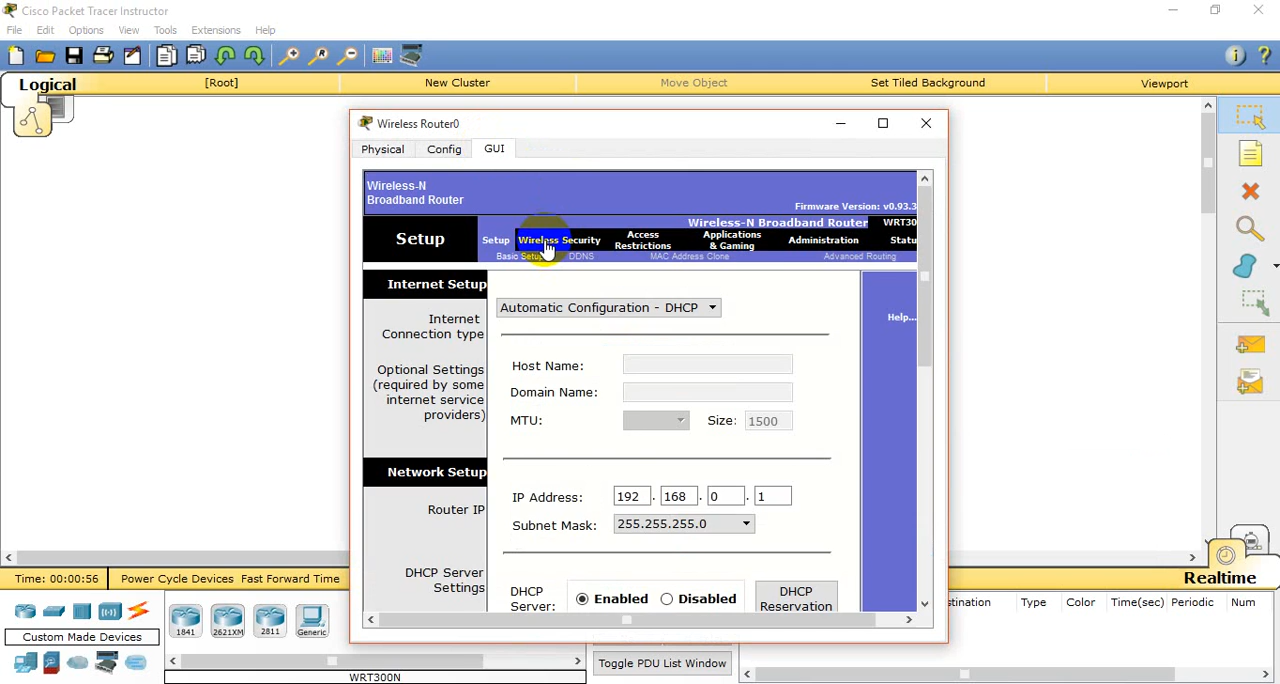 Cisco Packet Tracer Instructor
File Edit Options View Tools Extensions Help
Logical
[Root]
New Cluster
Move Object
Set Tiled Background
Viewport
Wireless Router0
Physical Config GUI
Wireless-N
Broadband Router
Firmware Version: v0.93.3
Wireless-N Broadband Router WRT30
Setup
Setup Wireless Security Access Restrictions Applications & Gaming Administration Statu
Basic Setup DDNS MAC Address Clone Advanced Routing
Internet Setup
Internet
Connection type
Automatic Configuration - DHCP
Help...
Optional Settings
(required by some
internet service
providers)
Host Name:
Domain Name:
MTU: Size: 1500
Network Setup
Router IP
IP Address: 192 . 168 . 0 . 1
Subnet Mask: 255.255.255.0
DHCP Server
Settings
DHCP
Server:
Enabled Disabled
DHCP
Reservation
Time: 00:00:56 Power Cycle Devices Fast Forward Time
Realtime
1841 2621XM 2811 Generic
Custom Made Devices
WRT300N
Toggle PDU List Window
stination Type Color Time(sec) Periodic Num